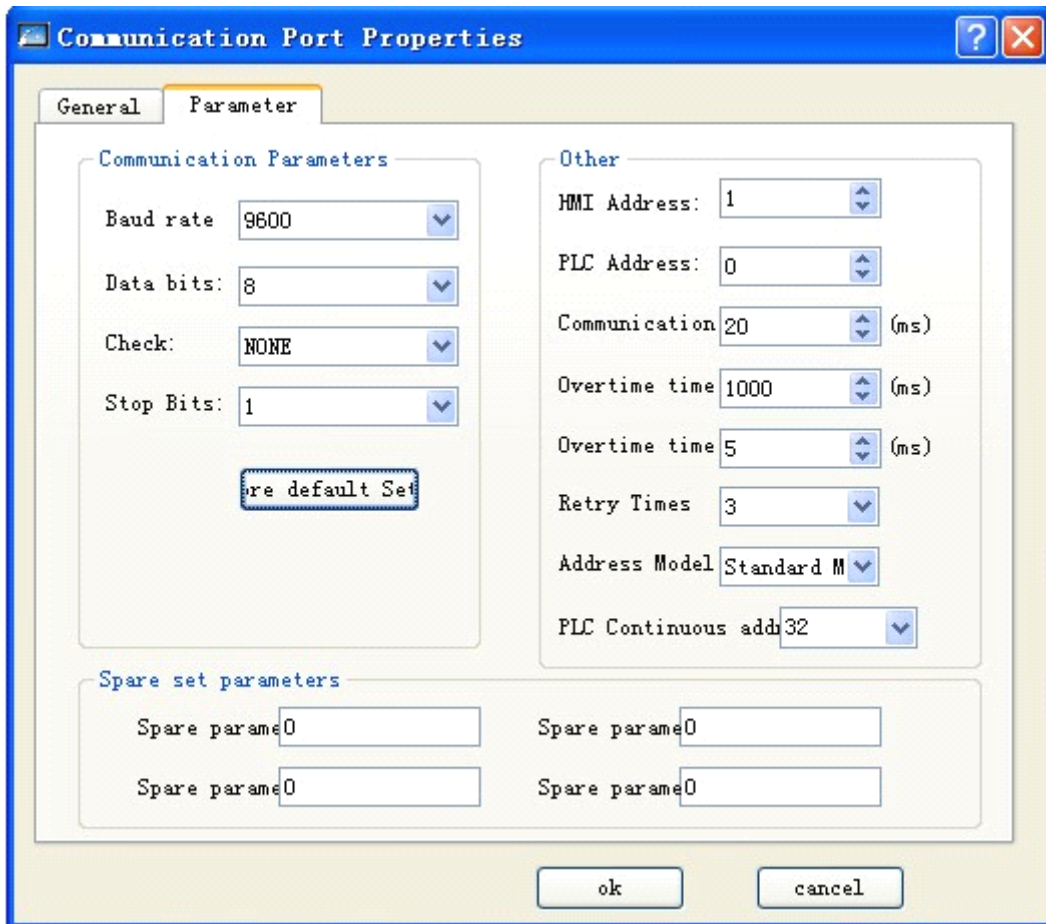 Communication Port Properties
General
Parameter
Communication Parameters
Baud rate 9600
Data bits: 8
Check: NONE
Stop Bits: 1
re default Set
Other
HMI Address: 1
PLC Address: 0
Communication 20 (ms)
Overtime time 1000 (ms)
Overtime time 5 (ms)
Retry Times 3
Address Model Standard M
PLC Continuous addr 32
Spare set parameters
Spare parame 0
Spare parame 0
Spare parame 0
Spare parame 0
ok
cancel